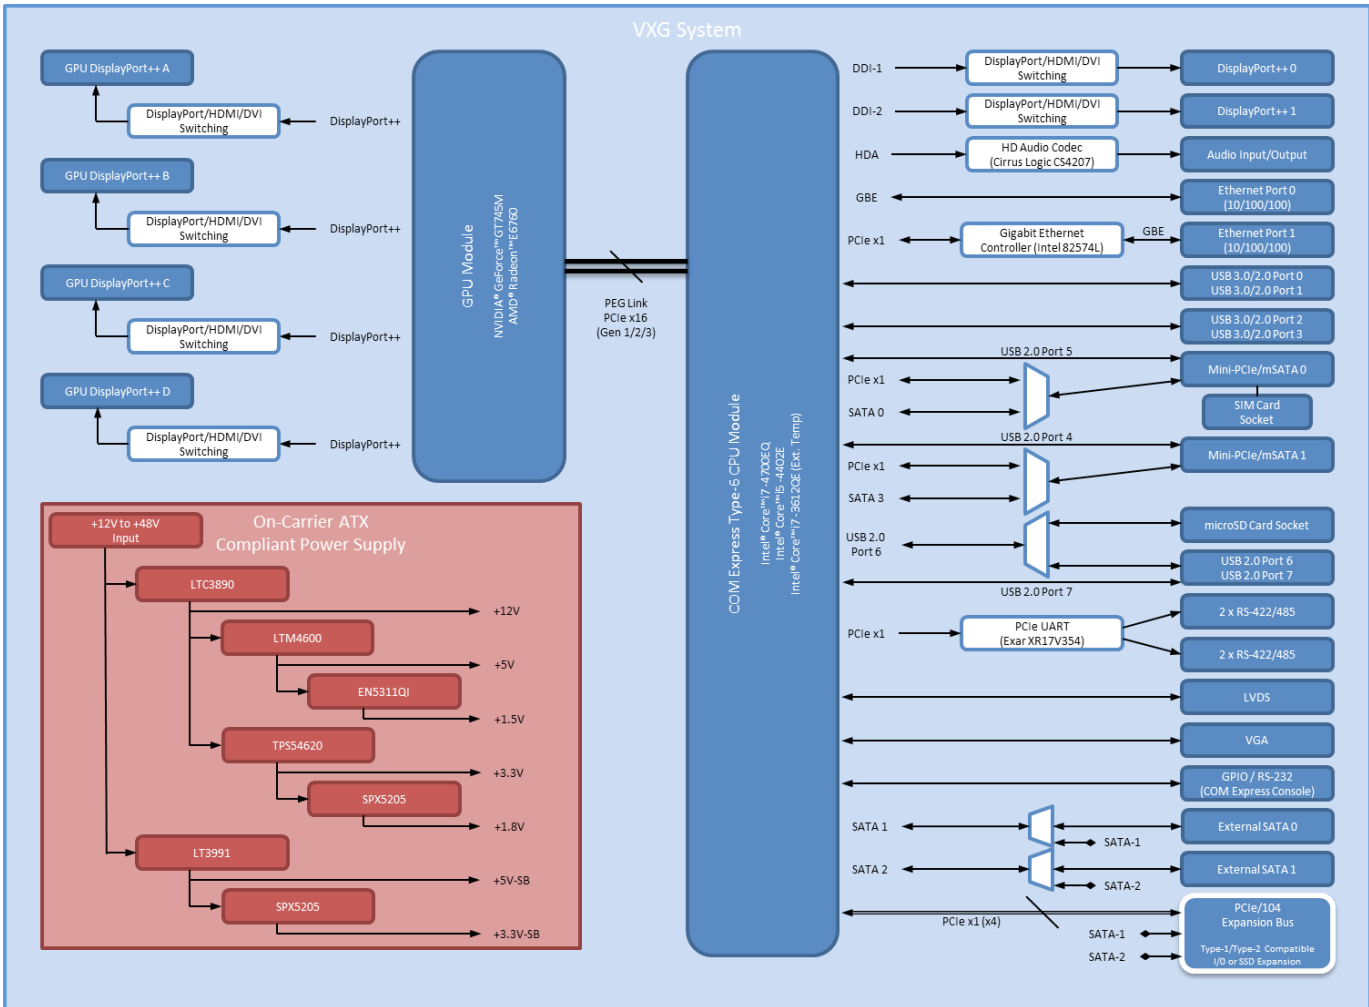 VXG System
GPU DisplayPort++ A
DisplayPort/HDMI/DVI
Switching
DisplayPort++
GPU DisplayPort++ B
DisplayPort/HDMI/DVI
Switching
DisplayPort++
GPU DisplayPort++ C
DisplayPort/HDMI/DVI
Switching
DisplayPort++
GPU DisplayPort++ D
DisplayPort/HDMI/DVI
Switching
DisplayPort++
GPU Module
NVIDIA® GeForce™GT745M
AMD® Radeon™E6760
PEG Link
PCIe x16
(Gen 1/2/3)
COM Express Type-6 CPU Module
Intel® Core™i7-4700EQ
Intel® Core™i5-4402E
Intel® Core™i7-3612QE (Ext. Temp)
DDI-1
DisplayPort/HDMI/DVI
Switching
DisplayPort++ 0
DDI-2
DisplayPort/HDMI/DVI
Switching
DisplayPort++ 1
HDA
HD Audio Codec
(Cirrus Logic CS4207)
Audio Input/Output
GBE
Ethernet Port 0
(10/100/100)
PCIe x1
Gigabit Ethernet
Controller (Intel 82574L)
GBE
Ethernet Port 1
(10/100/100)
USB 3.0/2.0 Port 0
USB 3.0/2.0 Port 1
USB 3.0/2.0 Port 2
USB 3.0/2.0 Port 3
USB 2.0 Port 5
PCIe x1
SATA 0
Mini-PCIe/mSATA 0
SIM Card
Socket
USB 2.0 Port 4
PCIe x1
SATA 3
Mini-PCIe/mSATA 1
USB 2.0
Port 6
microSD Card Socket
USB 2.0 Port 6
USB 2.0 Port 7
USB 2.0 Port 7
PCIe x1
PCIe UART
(Exar XR17V354)
2 x RS-422/485
2 x RS-422/485
LVDS
VGA
GPIO / RS-232
(COM Express Console)
SATA 1
SATA-1
External SATA 0
SATA 2
SATA-2
External SATA 1
PCIe x1 (x4)
SATA-1
SATA-2
PCIe/104
Expansion Bus
Type-1/Type-2 Compatible
I/O or SSD Expansion
On-Carrier ATX
Compliant Power Supply
+12V to +48V
Input
LTC3890
+12V
LTM4600
+5V
EN5311QI
+1.5V
TPS54620
+3.3V
SPX5205
+1.8V
LT3991
+5V-SB
SPX5205
+3.3V-SB